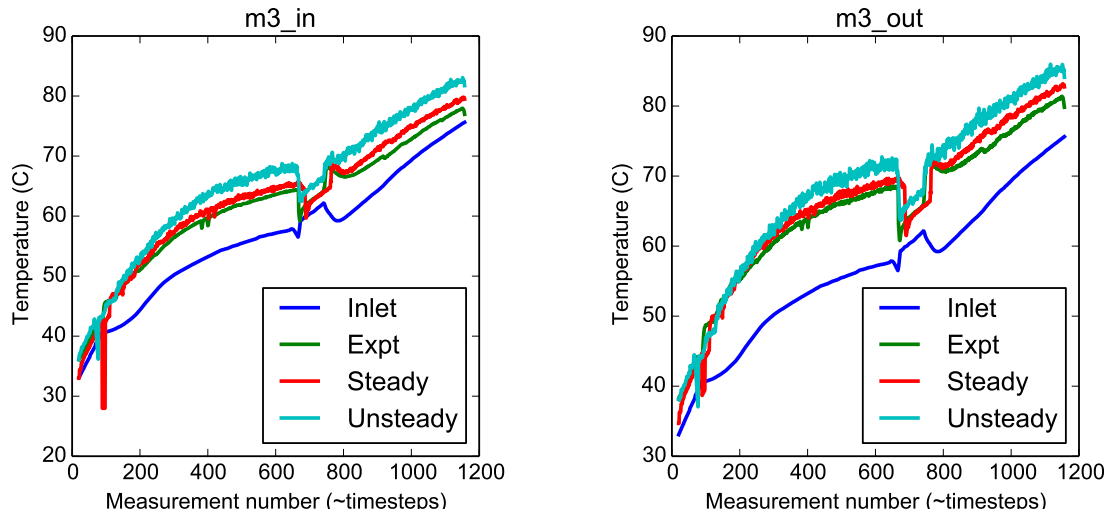 m3_in
90
80
70
60
50
40
30
20
Temperature (C)
0 200 400 600 800 1000 1200
Measurement number (~timesteps)
Inlet
Expt
Steady
Unsteady
m3_out
90
80
70
60
50
40
30
Temperature (C)
0 200 400 600 800 1000 1200
Measurement number (~timesteps)
Inlet
Expt
Steady
Unsteady